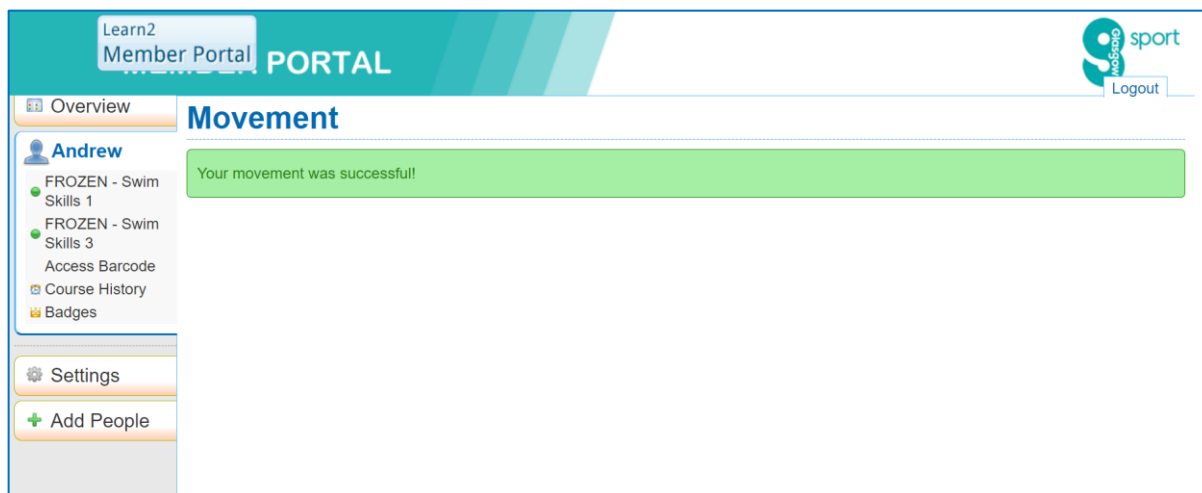 Learn2
Member Portal
PORTAL
Glasgow
sport
Logout
Overview
Movement
Andrew
Your movement was successful!
FROZEN - Swim
Skills 1
FROZEN - Swim
Skills 3
Access Barcode
Course History
Badges
Settings
Add People